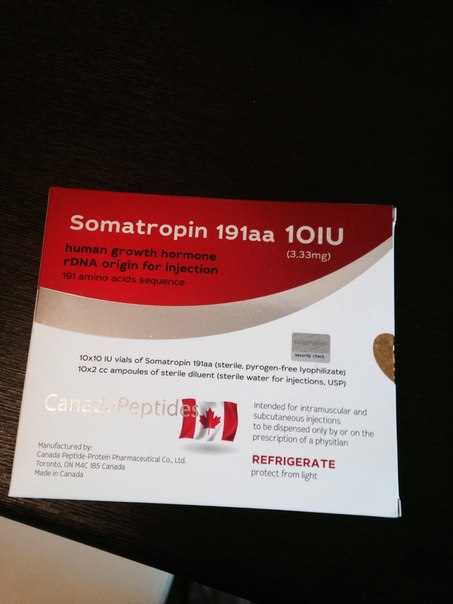 Somatropin 191aa 10IU
(3,33mg)
human growth hormone
rDNA origin for injection
191 amino acids sequence
CanadaPeptides
security check
10x10 IU vials of Somatropin 191aa (sterile, pyrogen-free lyophilizate)
10x2 cc ampoules of sterile diluent (sterile water for injections, USP)
CanadaPeptides
Intended for intramuscular and
subcutaneous injections
to be dispensed only by or on the
prescription of a physitian
Manufactured by:
Canada Peptide-Protein Pharmaceutical Co., Ltd.
Toronto, ON M4C 1B5 Canada
Made in Canada
REFRIGERATE
protect from light